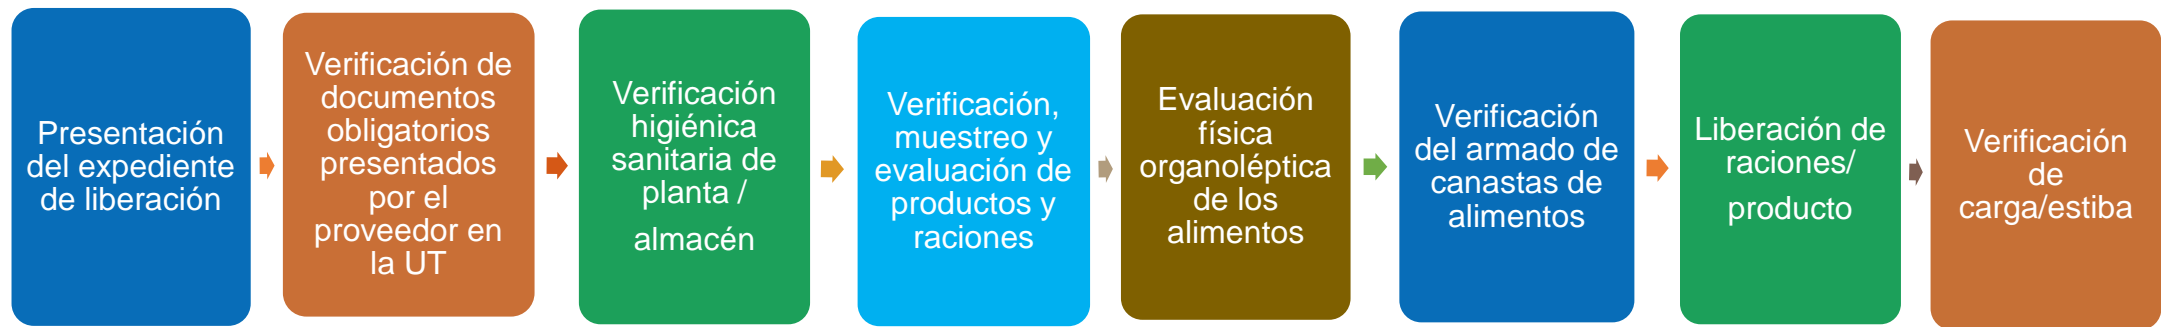 Presentación
del expediente
de liberación
Verificación de
documentos
obligatorios
presentados
por el
proveedor en
la UT
Verificación
higiénica
sanitaria de
planta /
almacén
Verificación,
muestreo y
evaluación de
productos y
raciones
Evaluación
física
organoléptica
de los
alimentos
Verificación
del armado de
canastas de
alimentos
Liberación de
raciones/
producto
Verificación
de
carga/estiba